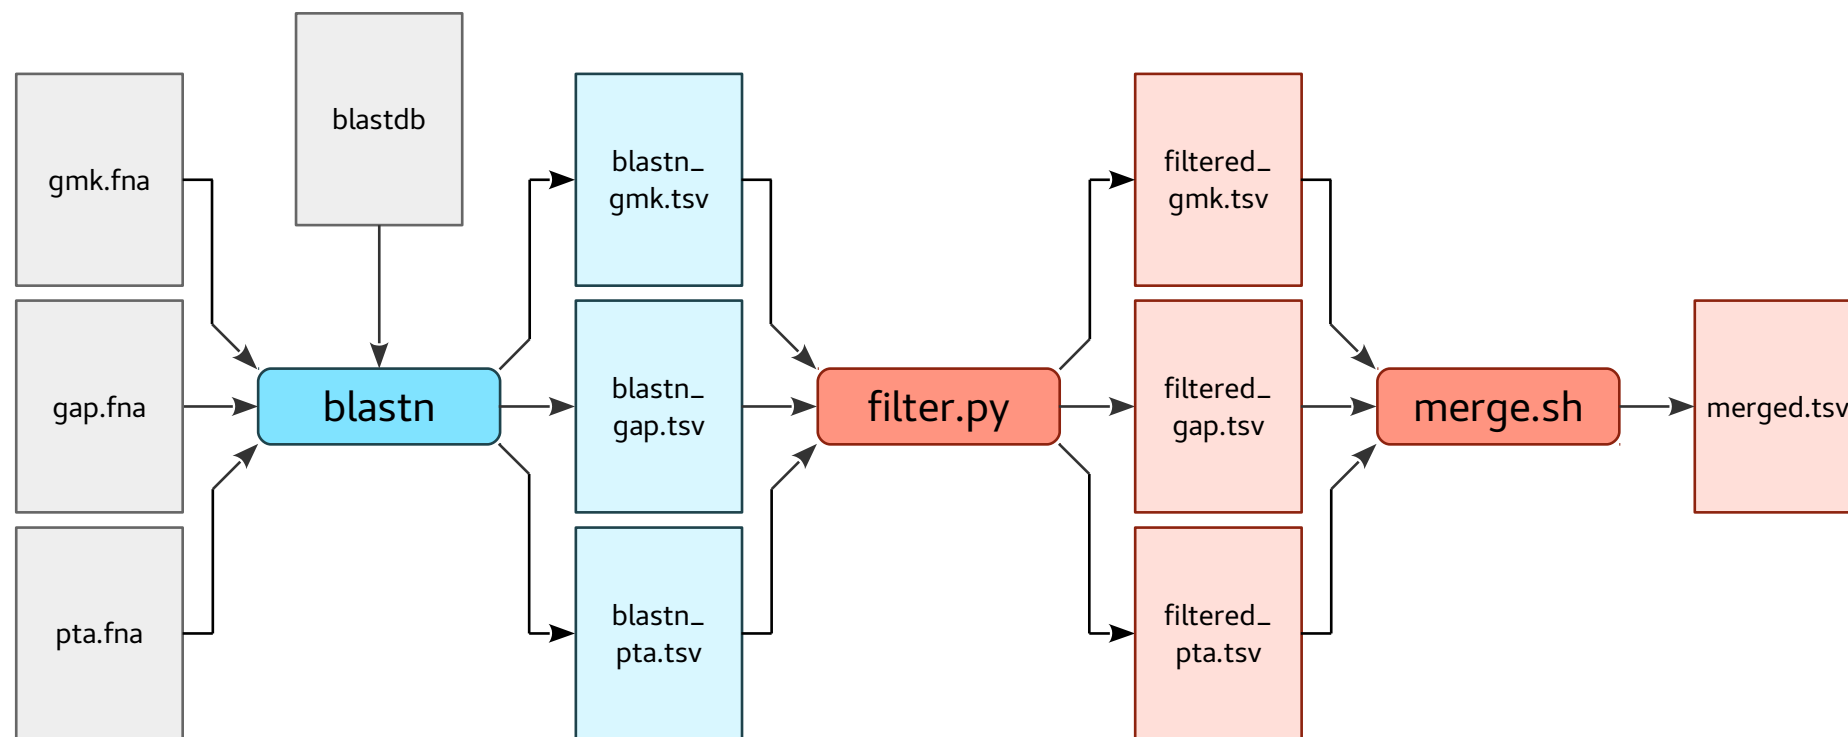 blastdb
gmk.fna
gap.fna
pta.fna
blastn
blastn_
gmk.tsv
blastn_
gap.tsv
blastn_
pta.tsv
filter.py
filtered_
gmk.tsv
filtered_
gap.tsv
filtered_
pta.tsv
merge.sh
merged.tsv